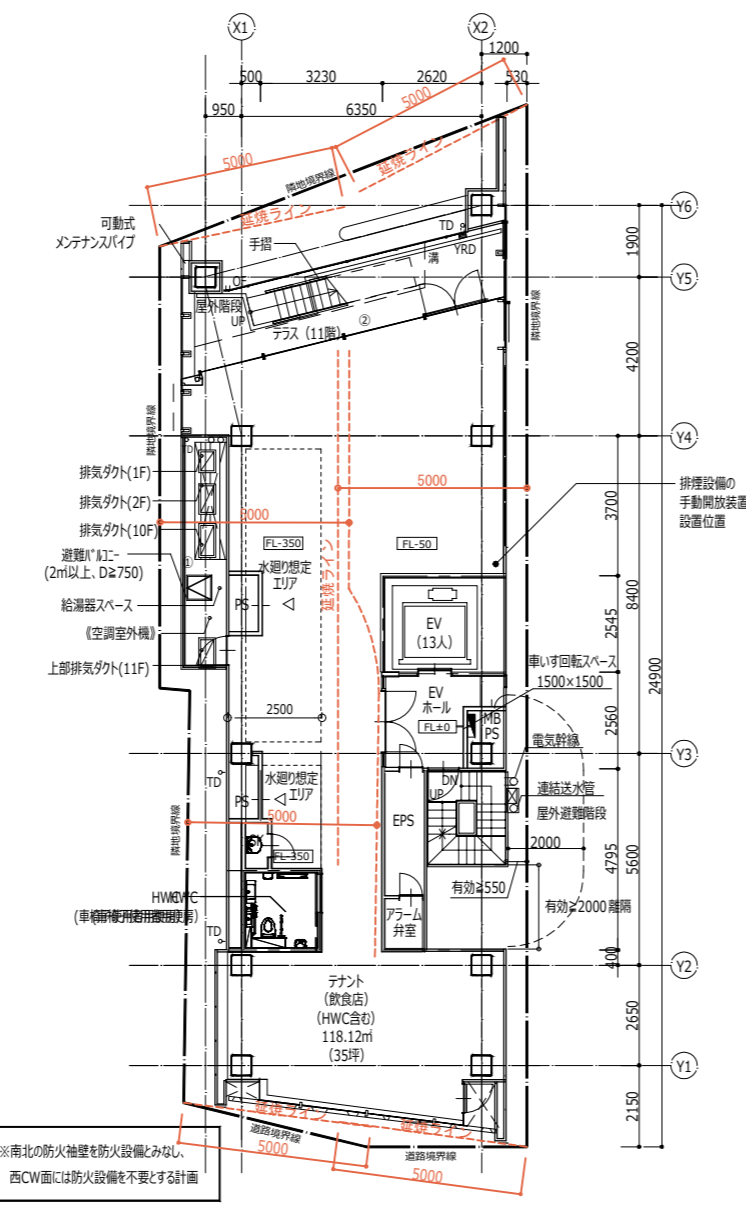 X1
X2
1200
500
3230
2620
530
950
6350
5000
5000
延焼ライン
延焼ライン
隣地境界線
可動式
メンテナンスパイプ
手摺
TD
YRD
溝
Y6
1900
Y5
OF
屋外階段
UP
テラス (11階)
②
隣地境界線
4200
隣地境界線
Y4
TD
排気ダクト(1F)
排気ダクト(2F)
排気ダクト(10F)
5000
5000
排煙設備の
手動開放装置
設置位置
3700
FL-350
FL-50
水廻り想定
エリア
延焼ライン
避難バルコニー
(2㎡以上、D≧750)
①
給湯器スペース
PS
《空調室外機》
上部排気ダクト(11F)
EV
(13人)
2545
8400
24900
車いす回転スペース
1500×1500
EV
ホール
FL±0
MB
PS
2560
2500
電気幹線
Y3
TD
水廻り想定
エリア
PS
DN
UP
連結送水管
屋外避難階段
5000
EPS
隣地境界線
FL-350
2000
4795
5600
有効≧550
有効≧2000 離隔
アラーム
弁室
TD
400
Y2
テナント
(飲食店)
(HWC含む)
118.12㎡
(35坪)
2650
Y1
2150
延焼ライン
延焼ライン
道路境界線
道路境界線
5000
5000
※南北の防火袖壁を防火設備とみなし、
西CW面には防火設備を不要とする計画